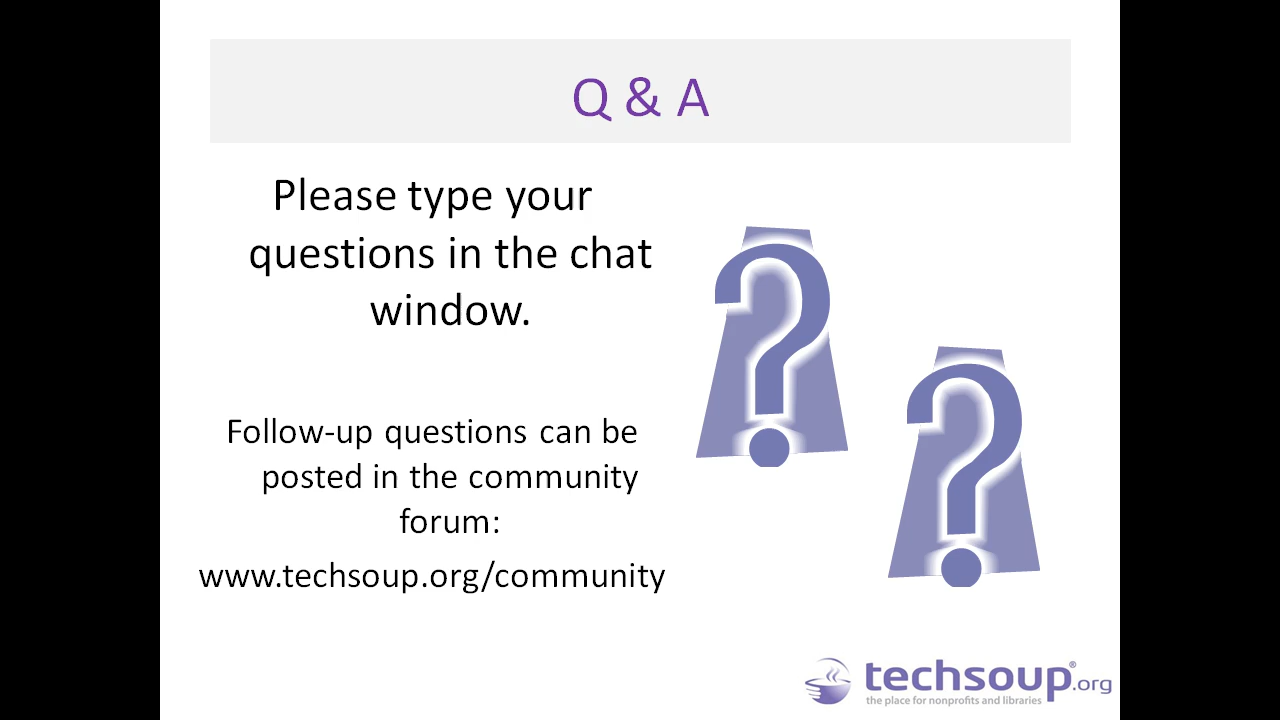 Q & A
Please type your
questions in the chat
window.
Follow-up questions can be
posted in the community
forum:
www.techsoup.org/community
techsoup®.org
the place for nonprofits and libraries